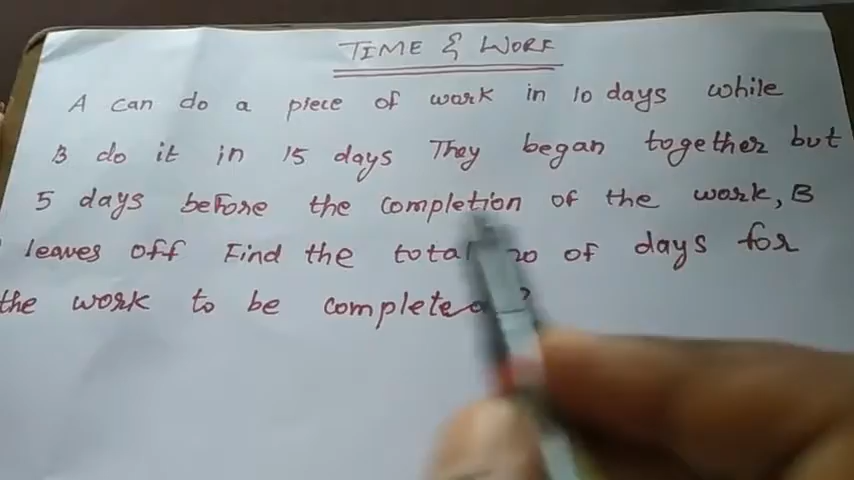 TIME & WORK
A can do a piece of work in 10 days while
B do it in 15 days They began together but
5 days before the completion of the work, B
leaves off Find the total no of days for
the work to be completed ?